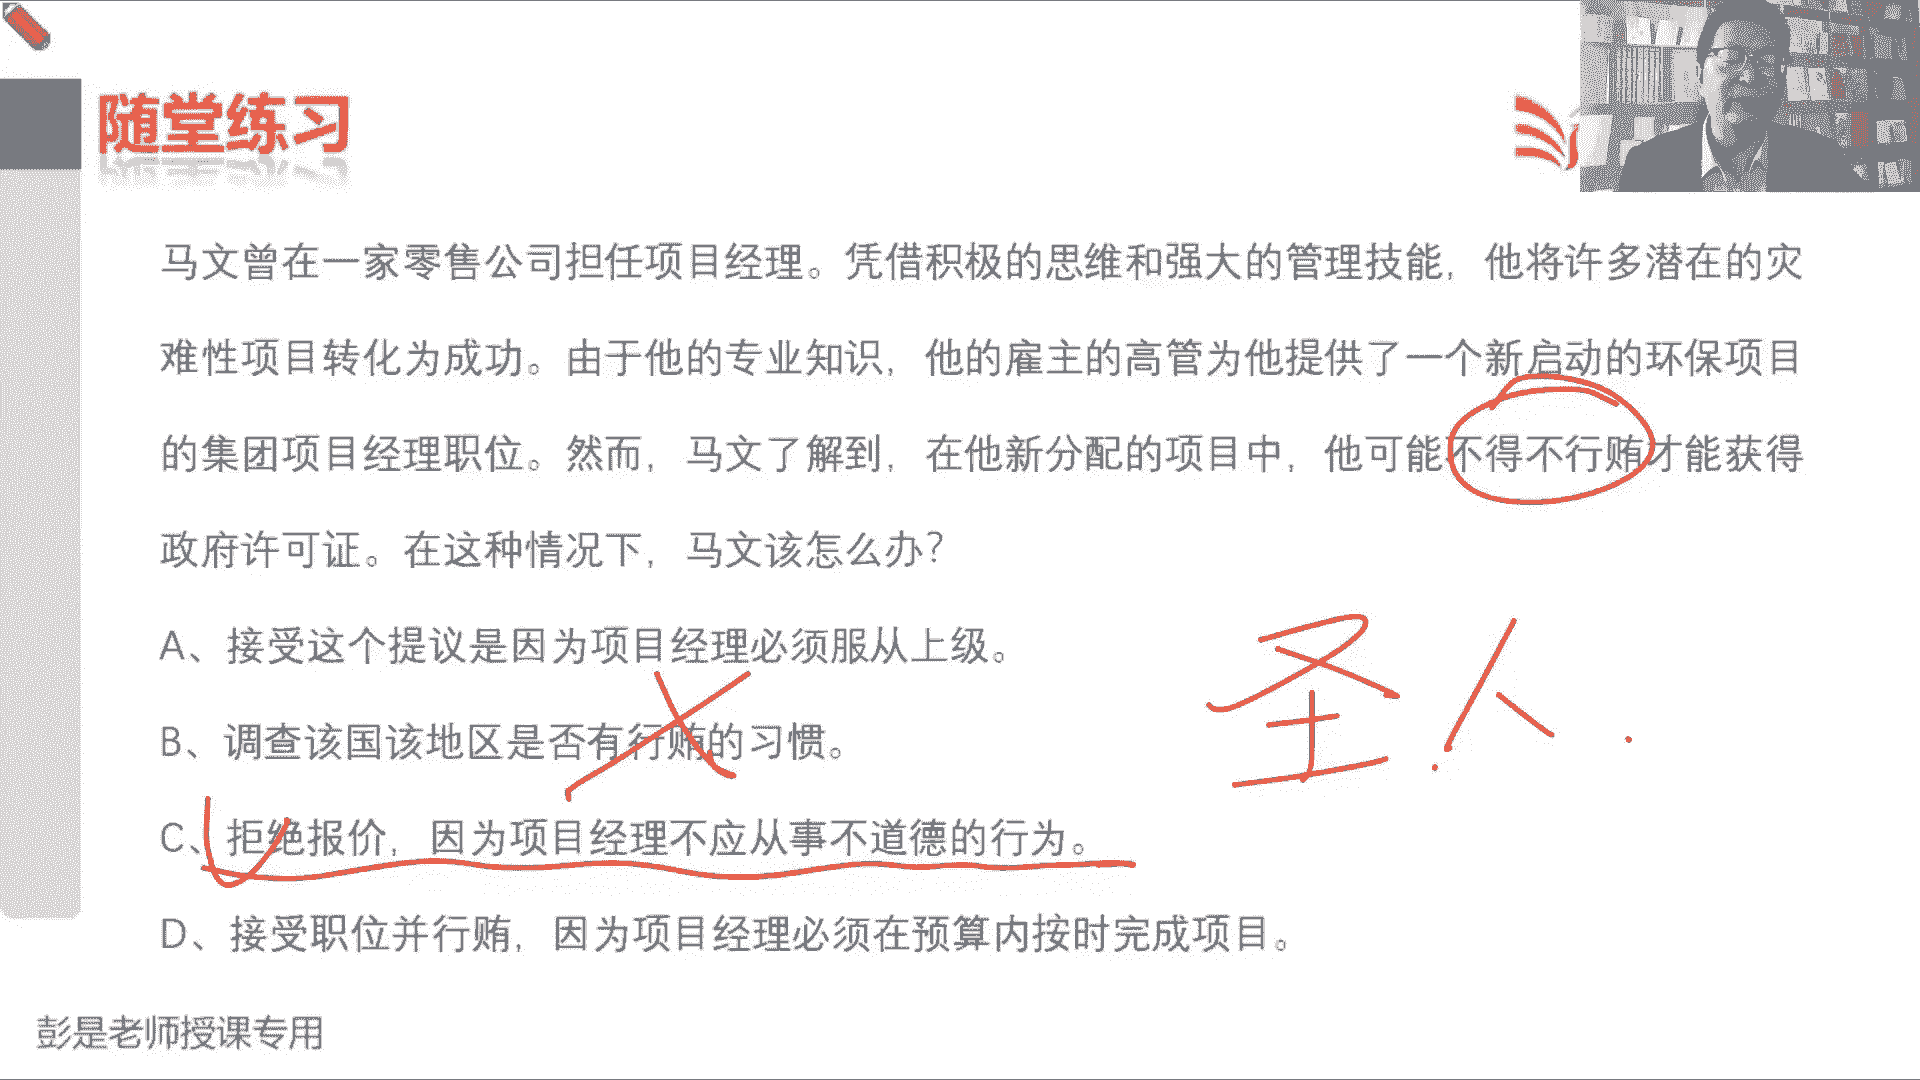 随堂练习
马文曾在一家零售公司担任项目经理。凭借积极的思维和强大的管理技能，他将许多潜在的灾
难性项目转化为成功。由于他的专业知识，他的雇主的高管为他提供了一个新启动的环保项目
的集团项目经理职位。然而，马文了解到，在他新分配的项目中，他可能不得不行贿才能获得
政府许可证。在这种情况下，马文该怎么办？
A、接受这个提议是因为项目经理必须服从上级。
B、调查该国该地区是否有行贿的习惯。
圣人.
C、拒绝报价，因为项目经理不应从事不道德的行为。
D、接受职位并行贿，因为项目经理必须在预算内按时完成项目。
彭是老师授课专用